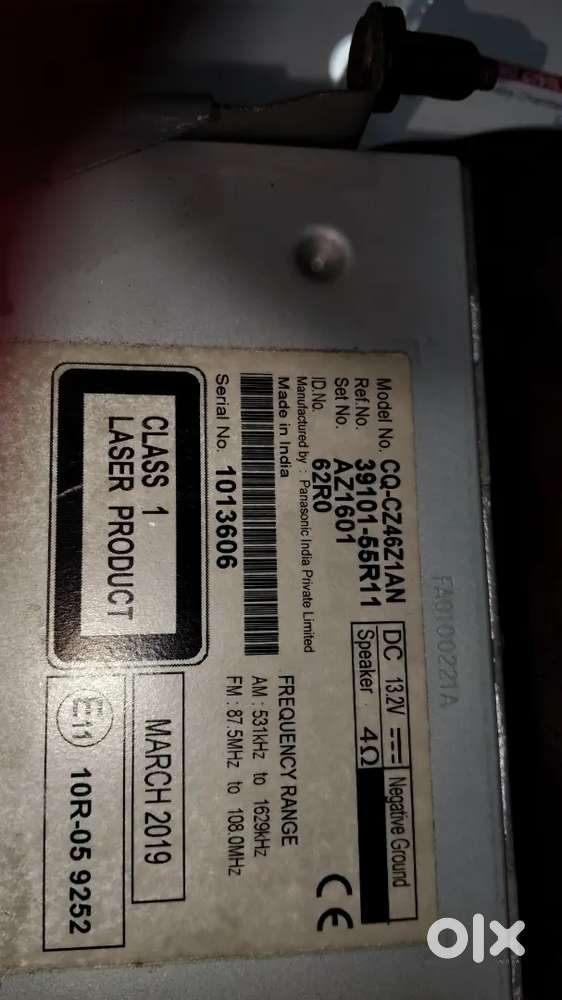 Model No. CQ-CZ46Z1AN
Ref.No. 39101-55R11
Set No. AZ1601
ID.No. 62R0
Manufactured by : Panasonic India Private Limited
Made in India
Serial No. 1013606
CLASS 1
LASER PRODUCT
DC 13.2V Negative Ground
Speaker 4Ω
FREQUENCY RANGE
AM : 531kHz to 1629kHz
FM : 87.5MHz to 108.0MHz
CE
MARCH 2019
E11 10R-05 9252
FA0100221A
olx